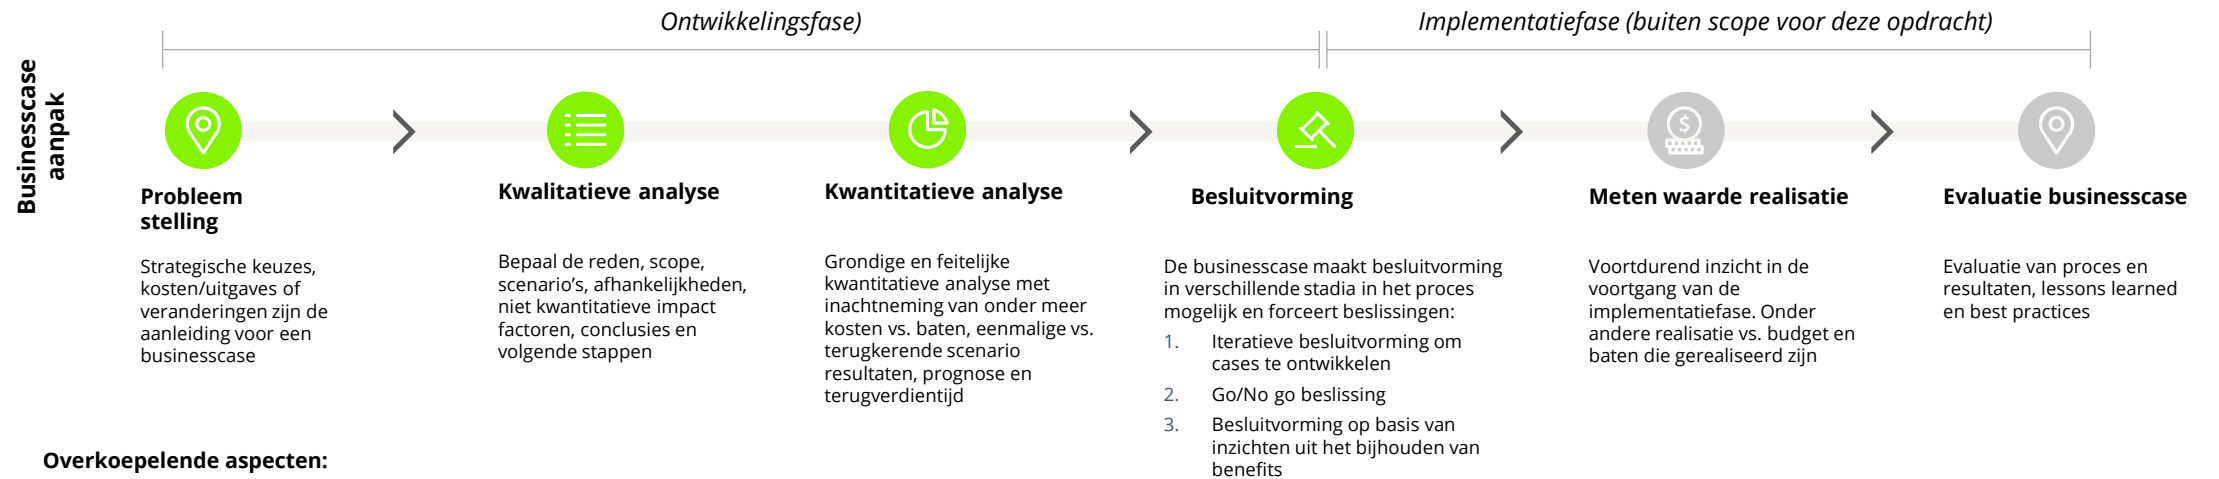 Ontwikkelingsfase)
Implementatiefase (buiten scope voor deze opdracht)
Businesscase
aanpak
Probleem
stelling
Strategische keuzes,
kosten/uitgaves of
veranderingen zijn de
aanleiding voor een
businesscase
Kwalitatieve analyse
Bepaal de reden, scope,
scenario’s, afhankelijkheden,
niet kwantitatieve impact
factoren, conclusies en
volgende stappen
Kwantitatieve analyse
Grondige en feitelijke
kwantitatieve analyse met
inachtneming van onder meer
kosten vs. baten, eenmalige vs.
terugkerende scenario
resultaten, prognose en
terugverdientijd
Besluitvorming
De businesscase maakt besluitvorming
in verschillende stadia in het proces
mogelijk en forceert beslissingen:
1. Iteratieve besluitvorming om
cases te ontwikkelen
2. Go/No go beslissing
3. Besluitvorming op basis van
inzichten uit het bijhouden van
benefits
$
Meten waarde realisatie
Voortdurend inzicht in de
voortgang van de
implementatiefase. Onder
andere realisatie vs. budget en
baten die gerealiseerd zijn
Evaluatie businesscase
Evaluatie van proces en
resultaten, lessons learned
en best practices
Overkoepelende aspecten: